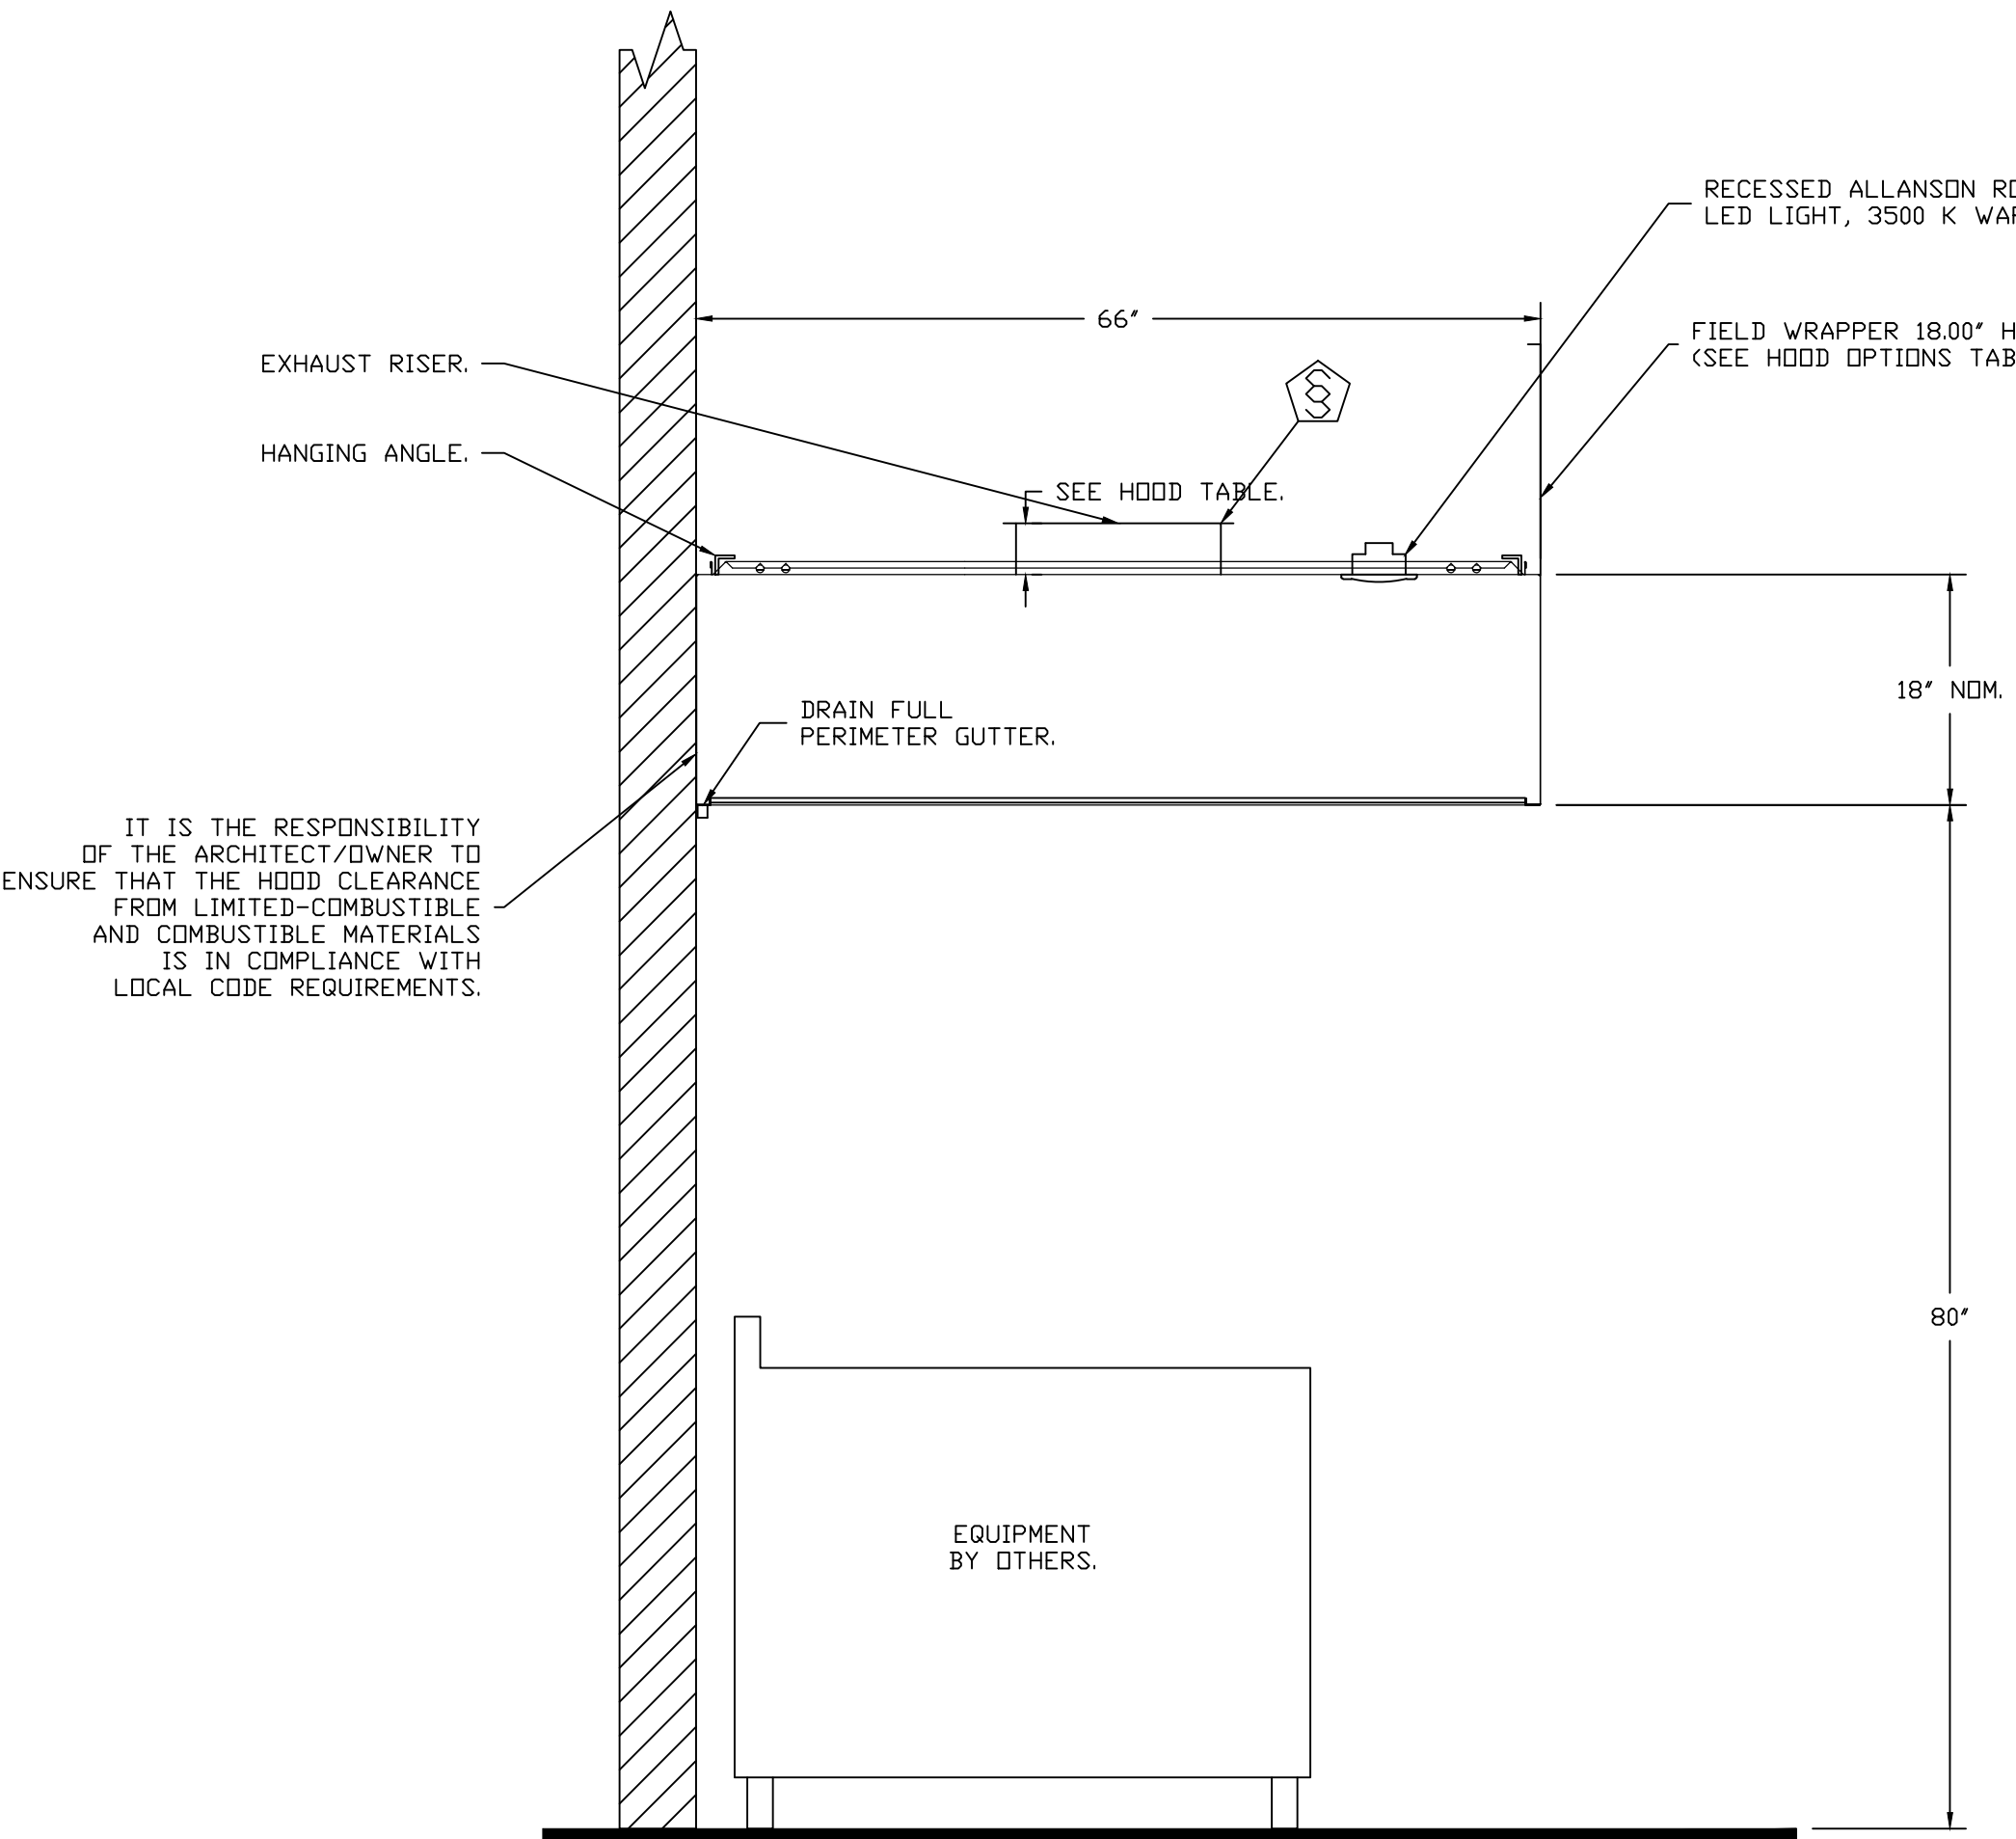 RECESSED ALLANSON
LED LIGHT, 3500 K
66"
FIELD WRAPPER 18.00"
(SEE HOOD OPTIONS
EXHAUST RISER.
HANGING ANGLE.
SEE HOOD TABLE.
18" NOM.
DRAIN FULL
PERIMETER GUTTER.
IT IS THE RESPONSIBILITY
OF THE ARCHITECT/OWNER TO
ENSURE THAT THE HOOD CLEARANCE
FROM LIMITED-COMBUSTIBLE
AND COMBUSTIBLE MATERIALS
IS IN COMPLIANCE WITH
LOCAL CODE REQUIREMENTS.
80"
EQUIPMENT
BY OTHERS.